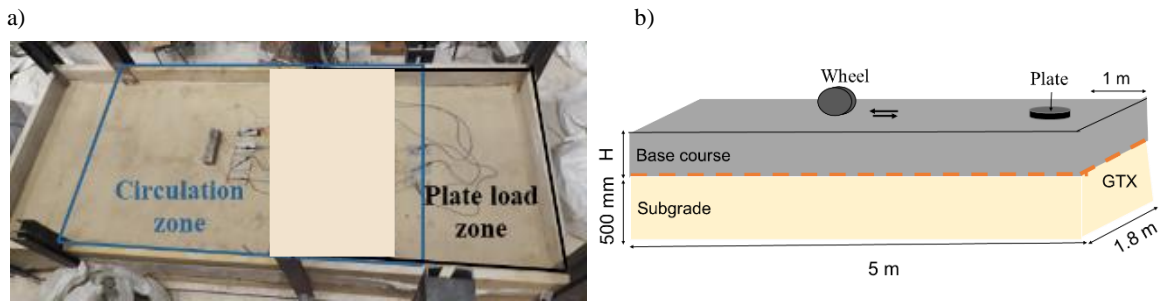 a)
b)
Circulation
zone
Plate load
zone
Wheel
Plate
1 m
H
Base course
GTX
500 mm
Subgrade
1.8 m
5 m